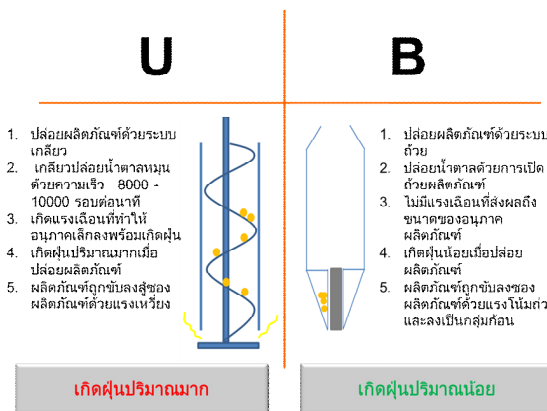 U
B
1. ปล่อยผลิตภัณฑ์ด้วยระบบ
เกลียว
2. เกลียวปล่อยน้ำตาลหมุน
ด้วยความเร็ว 8000 -
10000 รอบต่อนาที
3. เกิดแรงเฉือนที่ทำให้
อนุภาคเล็กลงพร้อมเกิดฝุ่น
4. เกิดฝุ่นปริมาณมากเมื่อ
ปล่อยผลิตภัณฑ์
5. ผลิตภัณฑ์ถูกขับลงสู่ซอง
ผลิตภัณฑ์ด้วยแรงเหวี่ยง
1. ปล่อยผลิตภัณฑ์ด้วยระบบ
ถ้วย
2. ปล่อยน้ำตาลด้วยการเปิด
ถ้วยผลิตภัณฑ์
3. ไม่มีแรงเฉือนที่ส่งผลถึง
ขนาดของอนุภาค
ผลิตภัณฑ์
4. เกิดฝุ่นน้อยเมื่อปล่อย
ผลิตภัณฑ์
5. ผลิตภัณฑ์ถูกขับลงซอง
ผลิตภัณฑ์ด้วยแรงโน้มถ่ว
และลงเป็นกลุ่มก้อน
เกิดฝุ่นปริมาณมาก
เกิดฝุ่นปริมาณน้อย